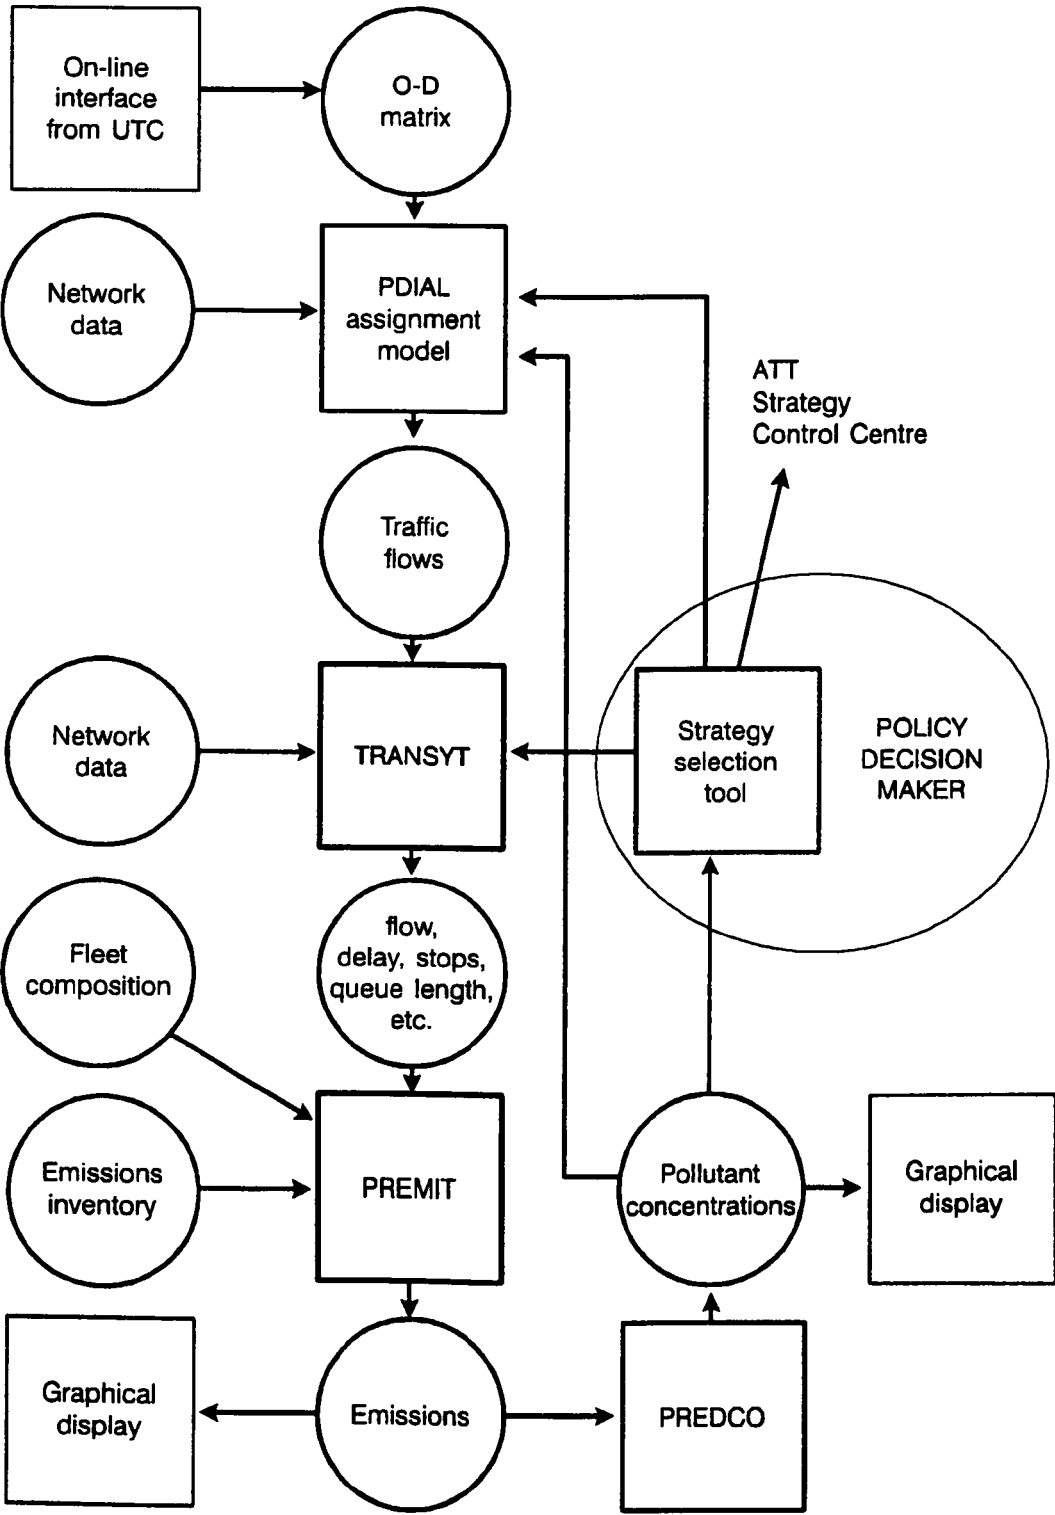 On-line
interface
from UTC
O-D
matrix
Network
data
PDIAL
assignment
model
ATT
Strategy
Control Centre
Traffic
flows
Network
data
TRANSYT
Strategy
selection
tool
POLICY
DECISION
MAKER
Fleet
composition
flow,
delay, stops,
queue length,
etc.
Emissions
inventory
PREMIT
Pollutant
concentrations
Graphical
display
Graphical
display
Emissions
PREDCO